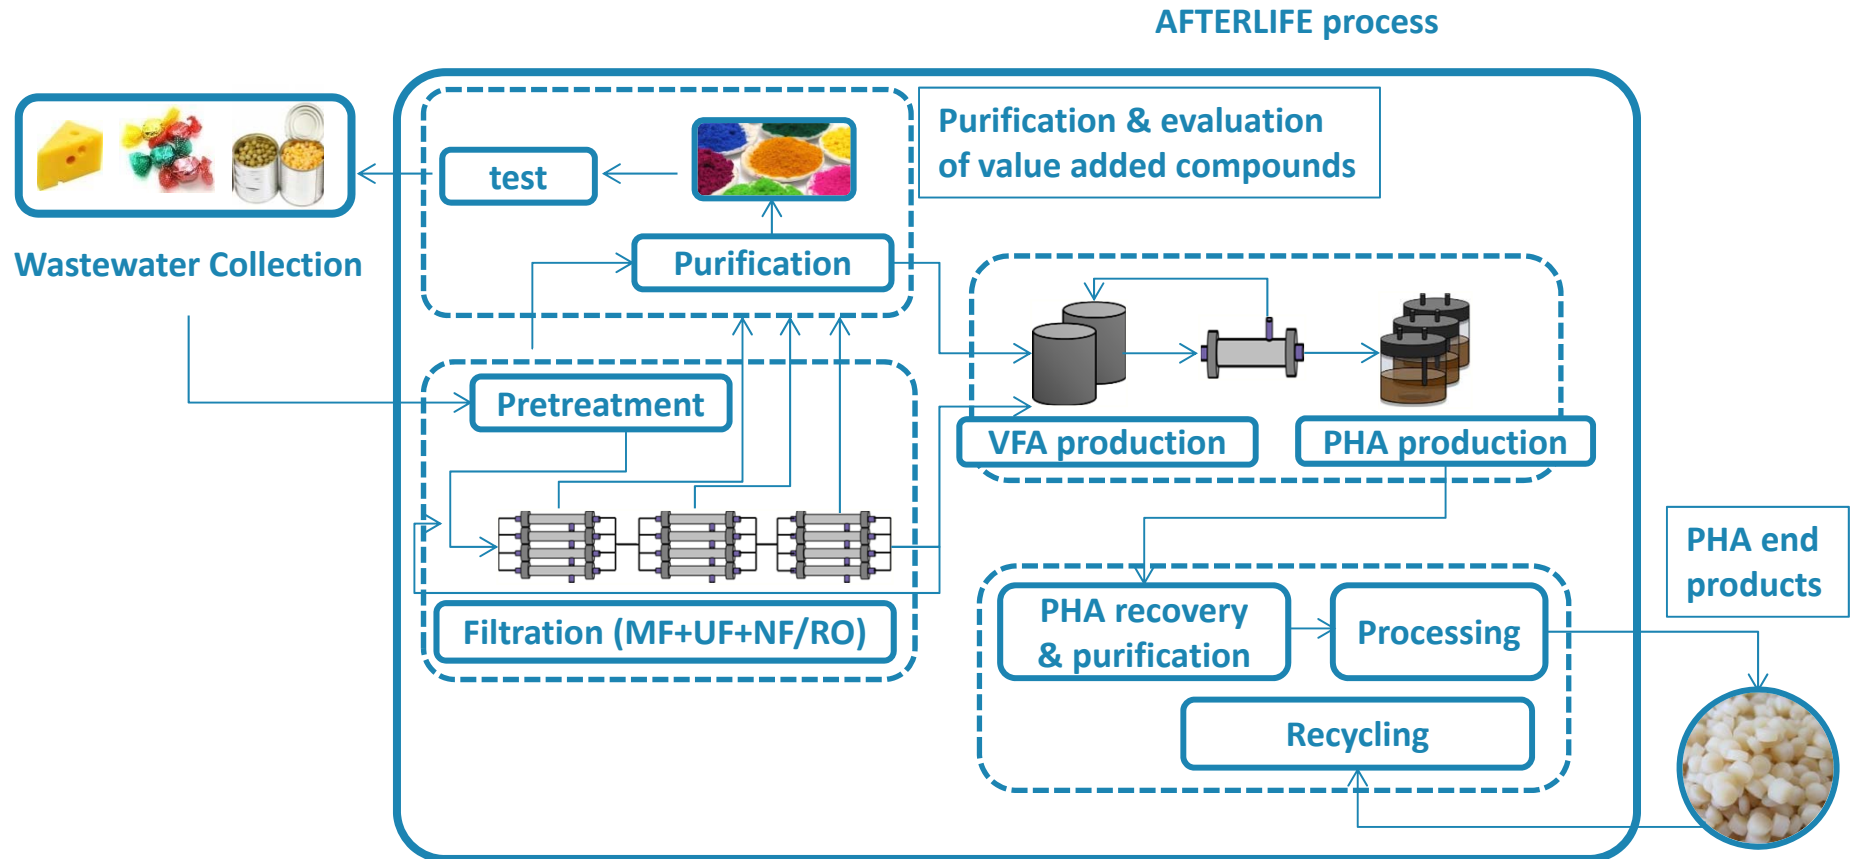 AFTERLIFE process
Purification & evaluation
of value added compounds
test
Purification
Wastewater Collection
Pretreatment
VFA production
PHA production
PHA end
products
Filtration (MF+UF+NF/RO)
PHA recovery
& purification
Processing
Recycling